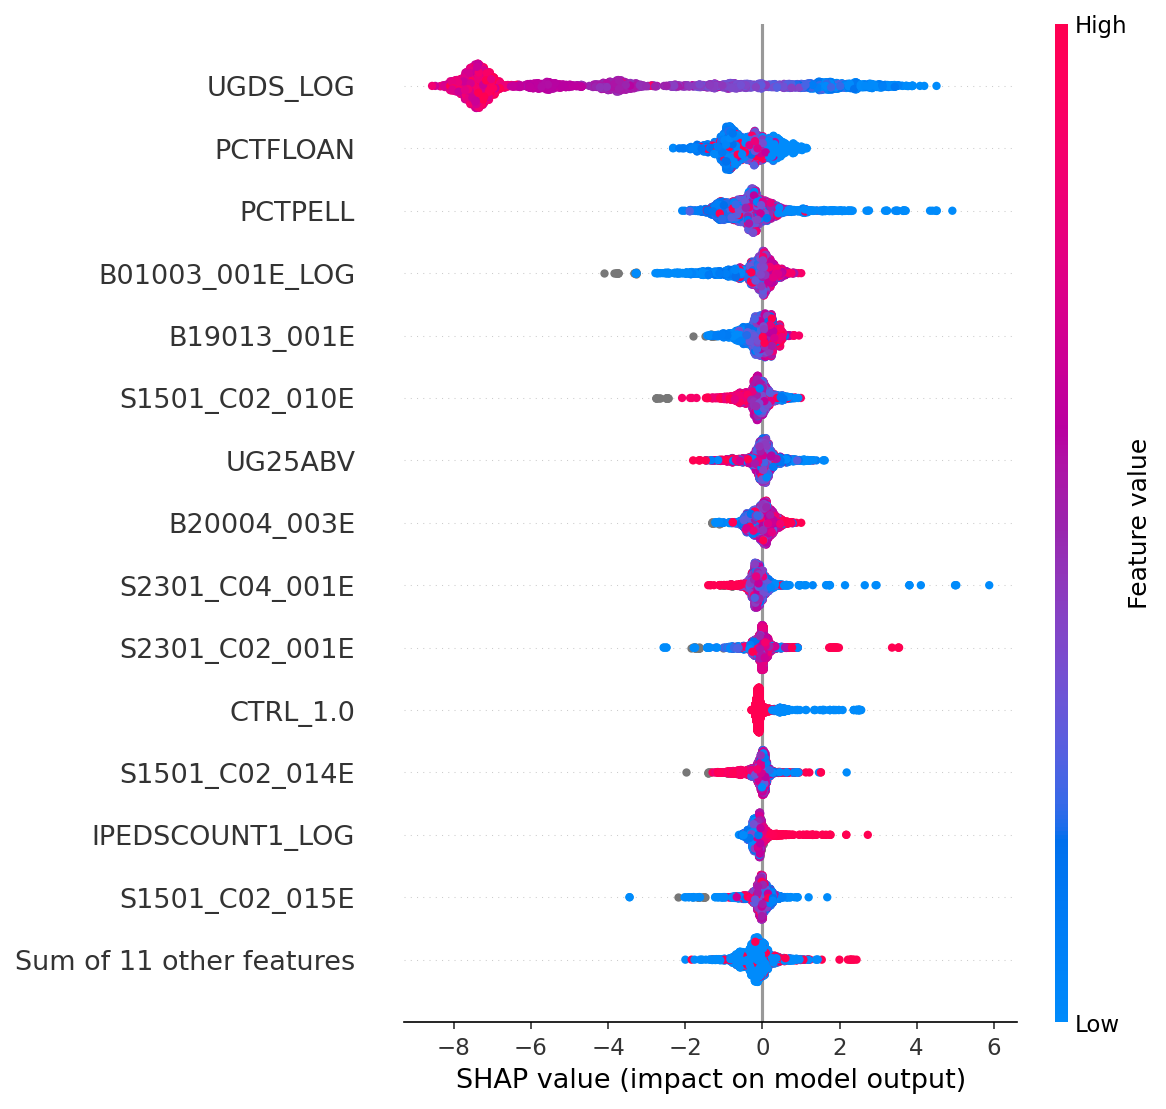 High
UGDS_LOG
PCTFLOAN
PCTPELL
B01003_001E_LOG
B19013_001E
S1501_C02_010E
UG25ABV
Feature value
B20004_003E
S2301_C04_001E
S2301_C02_001E
CTRL_1.0
S1501_C02_014E
IPEDSCOUNT1_LOG
S1501_C02_015E
Sum of 11 other features
Low
−8 −6 −4 −2 0 2 4 6
SHAP value (impact on model output)